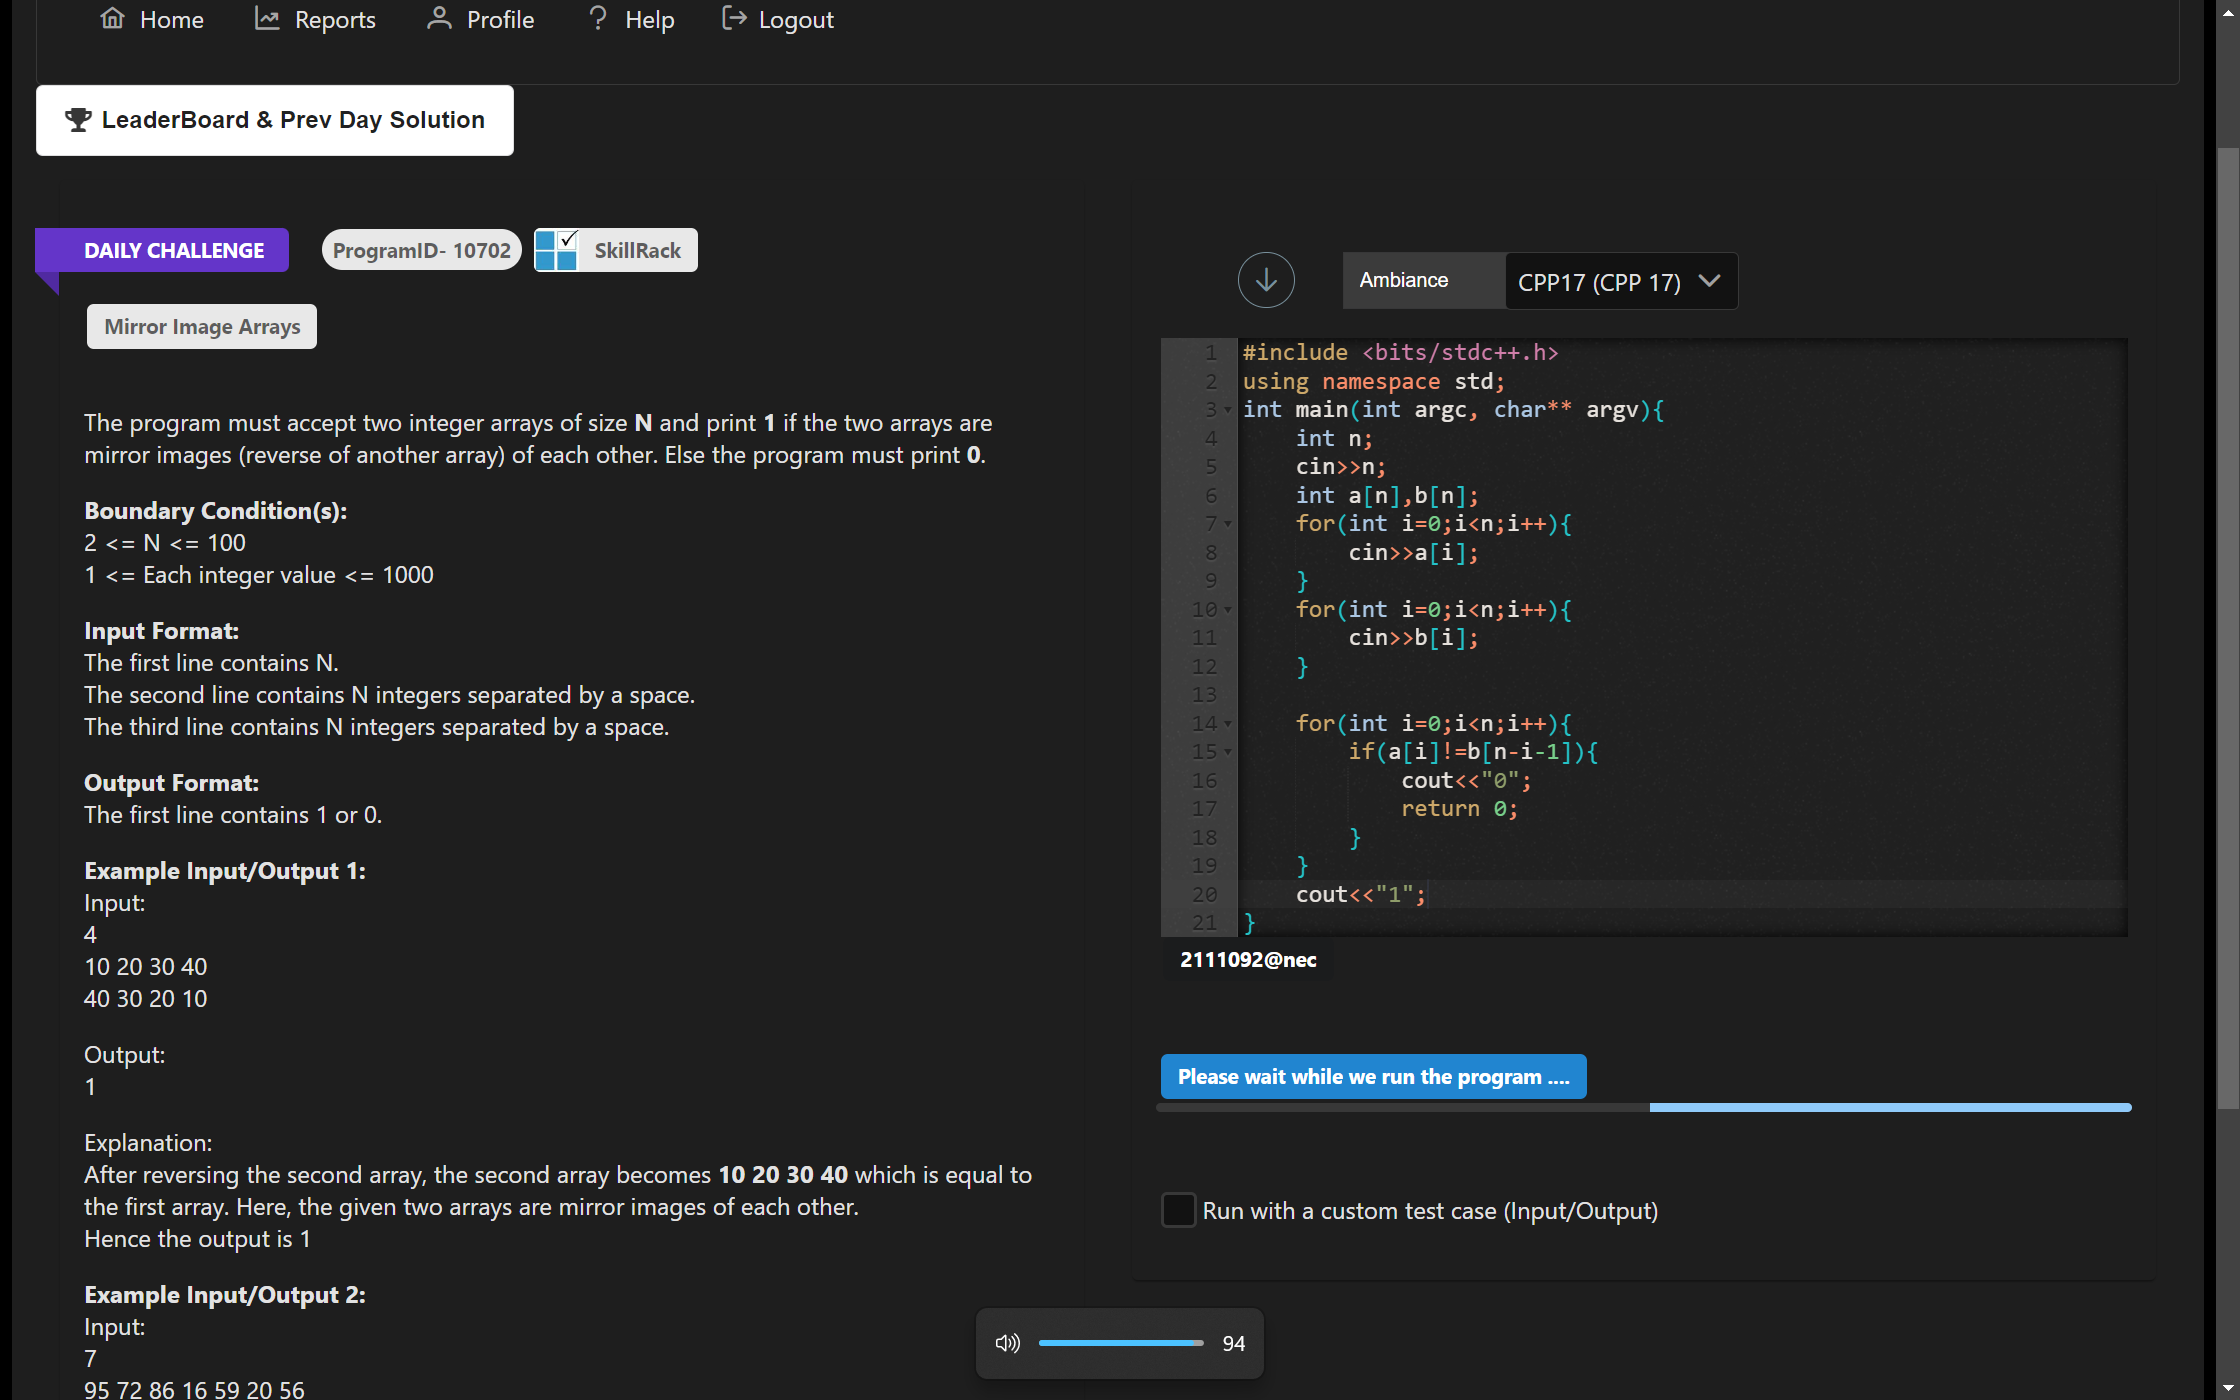 Home
Reports
Profile
? Help
Logout
LeaderBoard & Prev Day Solution
DAILY CHALLENGE
ProgramID- 10702
SkillRack
Mirror Image Arrays
The program must accept two integer arrays of size N and print 1 if the two arrays are
mirror images (reverse of another array) of each other. Else the program must print 0.
Boundary Condition(s):
2 <= N <= 100
1 <= Each integer value <= 1000
Input Format:
The first line contains N.
The second line contains N integers separated by a space.
The third line contains N integers separated by a space.
Output Format:
The first line contains 1 or 0.
Example Input/Output 1:
Input:
4
10 20 30 40
40 30 20 10
Output:
1
Explanation:
After reversing the second array, the second array becomes 10 20 30 40 which is equal to
the first array. Here, the given two arrays are mirror images of each other.
Hence the output is 1
Example Input/Output 2:
Input:
7
95 72 86 16 59 20 56
Ambiance
CPP17 (CPP 17)
1 #include <bits/stdc++.h>
2 using namespace std;
3 int main(int argc, char** argv){
4     int n;
5     cin>>n;
6     int a[n],b[n];
7     for(int i=0;i<n;i++){
8         cin>>a[i];
9     }
10     for(int i=0;i<n;i++){
11         cin>>b[i];
12     }
13
14     for(int i=0;i<n;i++){
15         if(a[i]!=b[n-i-1]){
16             cout<<"0";
17             return 0;
18         }
19     }
20     cout<<"1";
21 }
2111092@nec
Please wait while we run the program ....
Run with a custom test case (Input/Output)
94